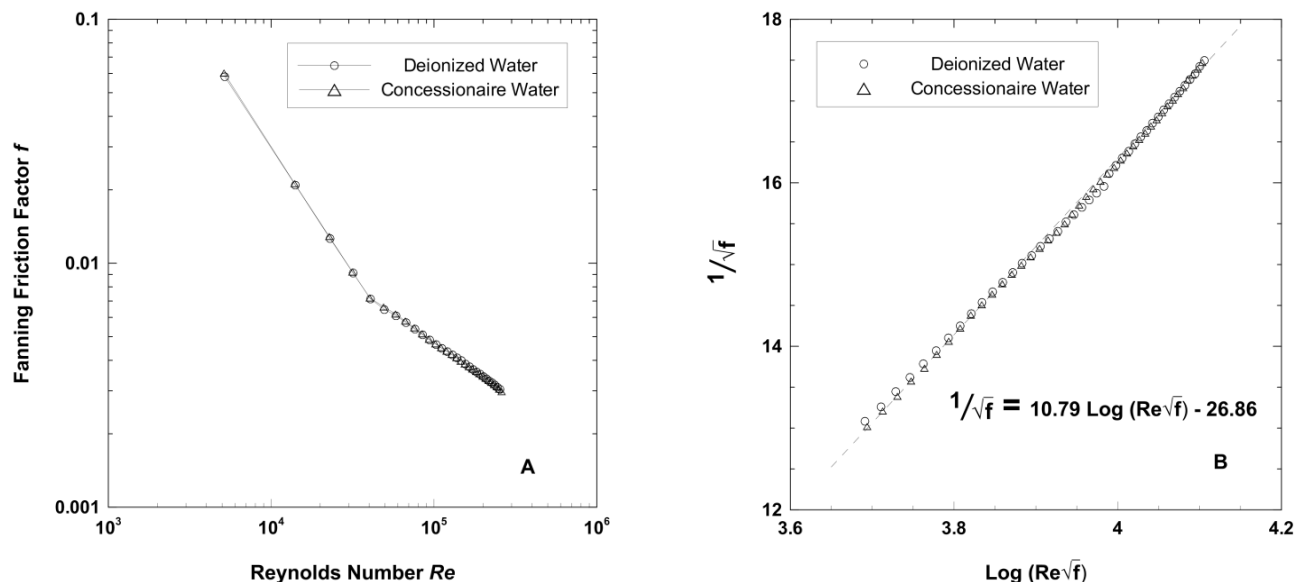 0.1
0.01
0.001
10³
10⁴
10⁵
10⁶
Fanning Friction Factor f
Reynolds Number Re
Deionized Water
Concessionaire Water
A
18
16
14
12
3.6
3.8
4
4.2
1/√f
Log (Re√f)
Deionized Water
Concessionaire Water
1/√f = 10.79 Log (Re√f) - 26.86
B